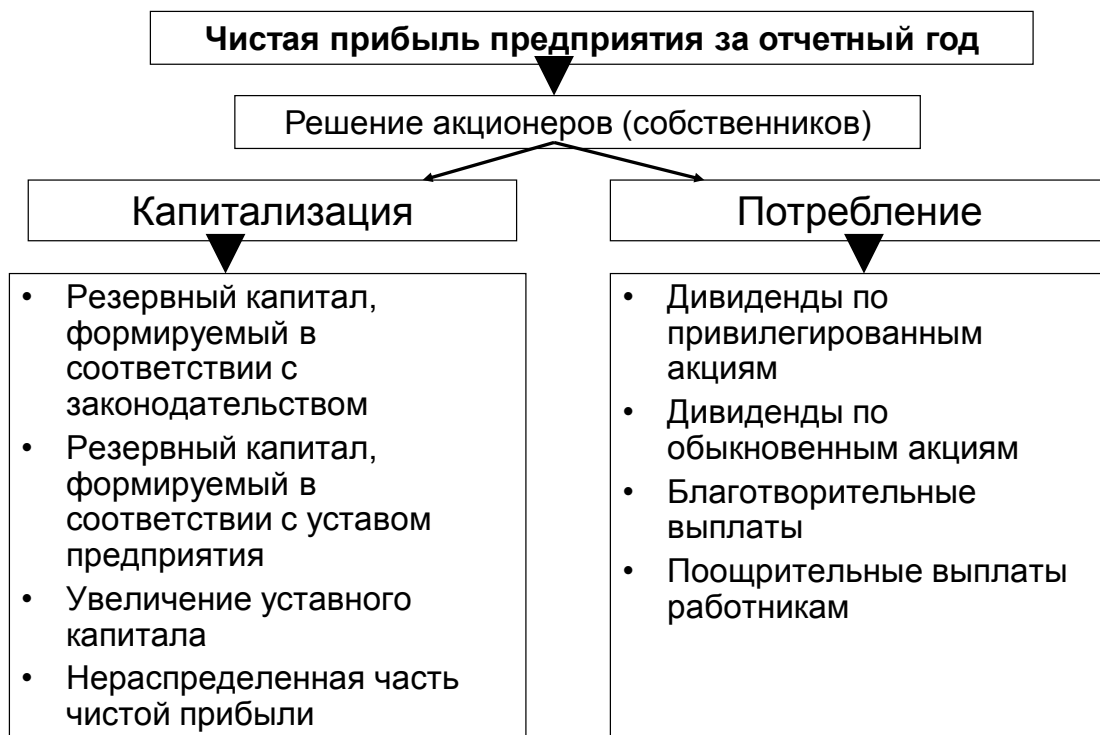 Чистая прибыль предприятия за отчетный год
Решение акционеров (собственников)
Капитализация
• Резервный капитал,
формируемый в
соответствии с
законодательством
• Резервный капитал,
формируемый в
соответствии с уставом
предприятия
• Увеличение уставного
капитала
• Нераспределенная часть
чистой прибыли
Потребление
• Дивиденды по
привилегированным
акциям
• Дивиденды по
обыкновенным акциям
• Благотворительные
выплаты
• Поощрительные выплаты
работникам